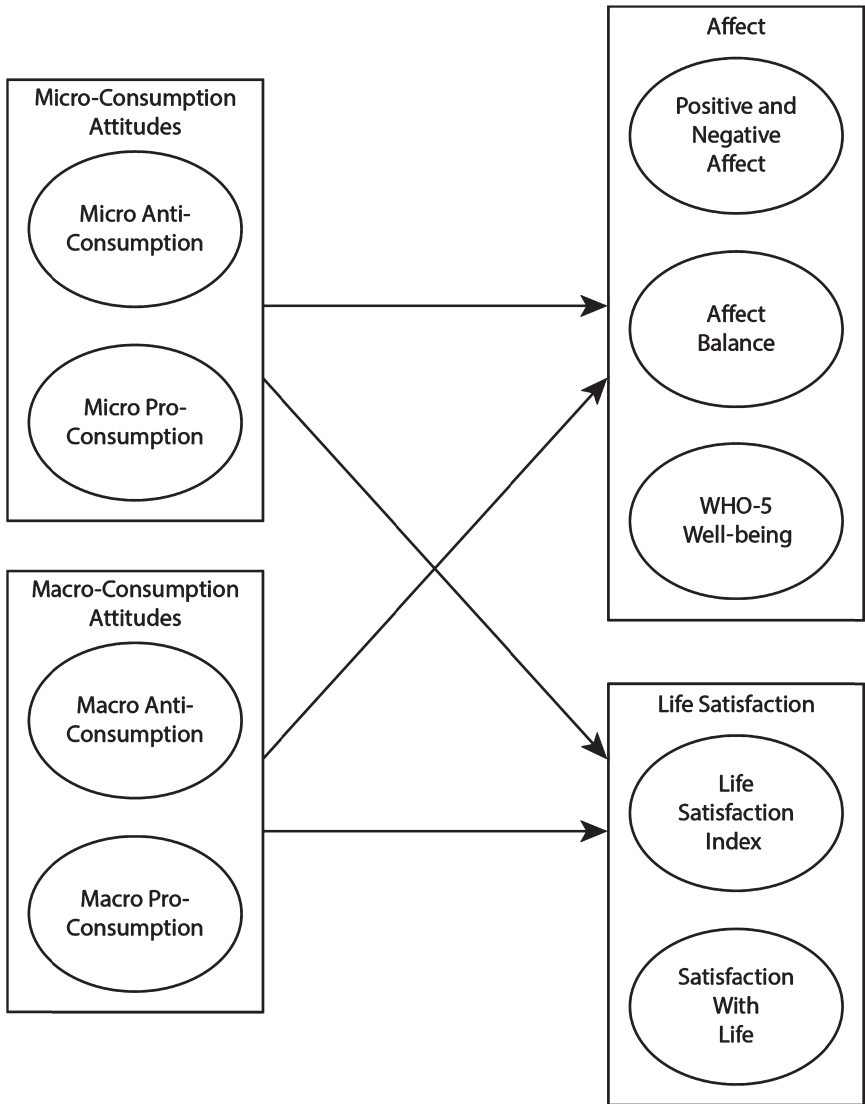 Micro-Consumption
Attitudes
Micro Anti-
Consumption
Micro Pro-
Consumption
Macro-Consumption
Attitudes
Macro Anti-
Consumption
Macro Pro-
Consumption
Affect
Positive and
Negative
Affect
Affect
Balance
WHO-5
Well-being
Life Satisfaction
Life
Satisfaction
Index
Satisfaction
With
Life